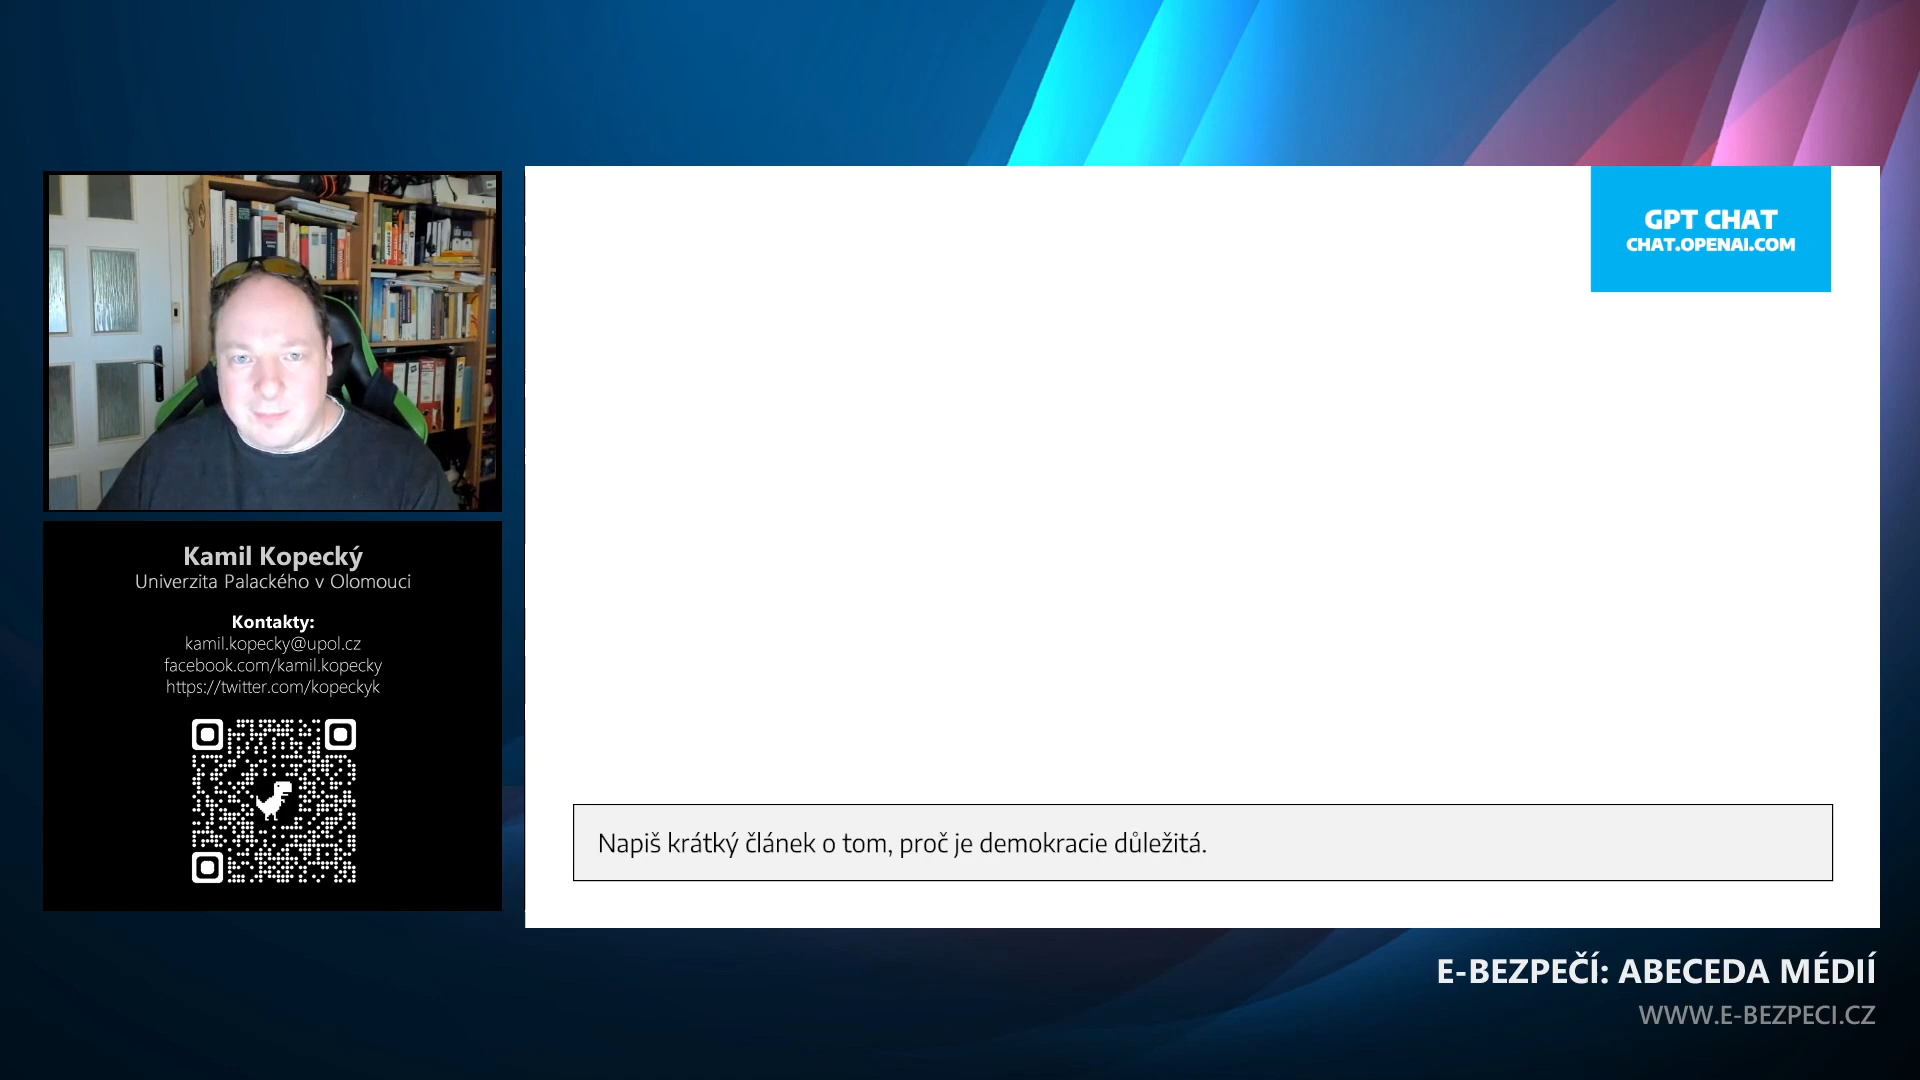 GPT CHAT
CHAT.OPENAI.COM
Kamil Kopecký
Univerzita Palackého v Olomouci
Kontakty:
kamil.kopecky@upol.cz
facebook.com/kamil.kopecky
https://twitter.com/kopeckyk
Napiš krátký článek o tom, proč je demokracie důležitá.
E-BEZPEČÍ: ABECEDA MÉDIÍ
WWW.E-BEZPECI.CZ